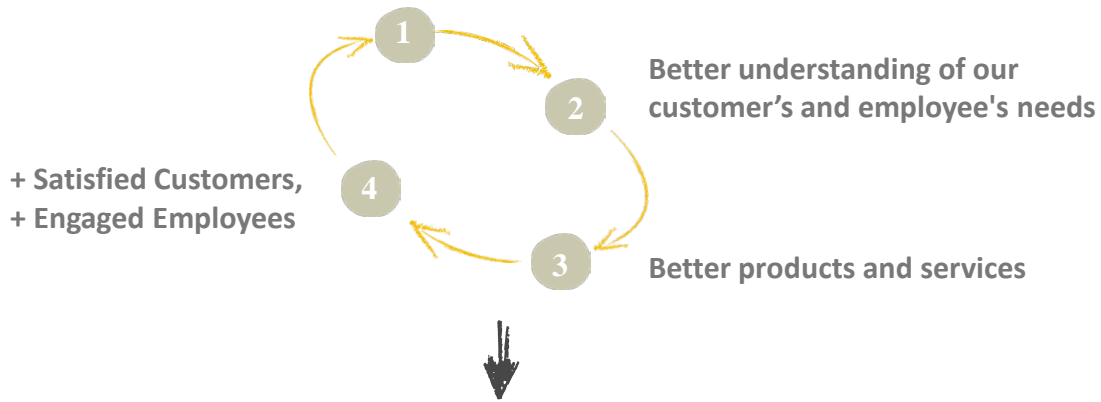 1
2
Better understanding of our
customer’s and employee's needs
+ Satisfied Customers,
+ Engaged Employees
4
3
Better products and services